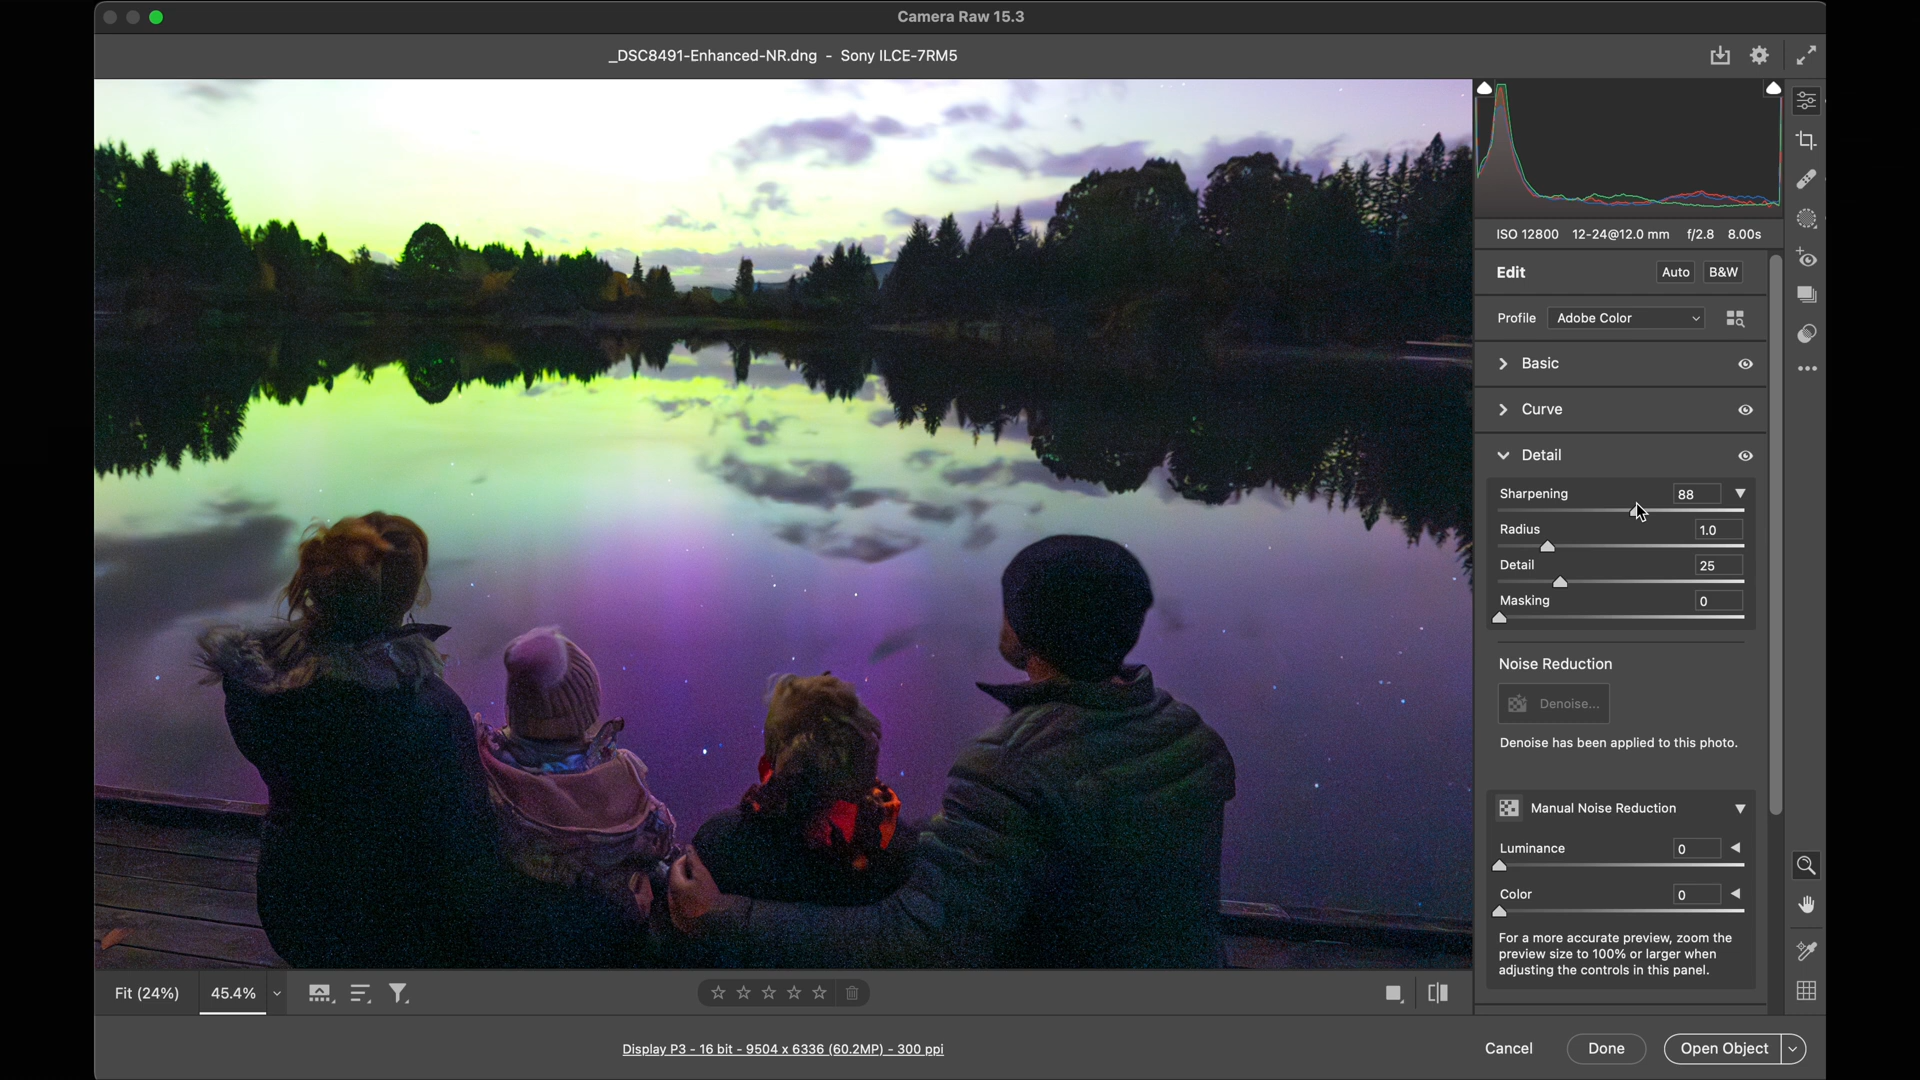 Camera Raw 15.3
_DSC8491-Enhanced-NR.dng - Sony ILCE-7RM5
ISO 12800 12-24@12.0 mm f/2.8 8.00s
Edit Auto B&W
Profile Adobe Color
Basic
Curve
Detail
Sharpening 88
Radius 1.0
Detail 25
Masking 0
Noise Reduction
Denoise...
Denoise has been applied to this photo.
Manual Noise Reduction
Luminance 0
Color 0
For a more accurate preview, zoom the
preview size to 100% or larger when
adjusting the controls in this panel.
Fit (24%) 45.4%
Display P3 - 16 bit - 9504 x 6336 (60.2MP) - 300 ppi
Cancel Done Open Object